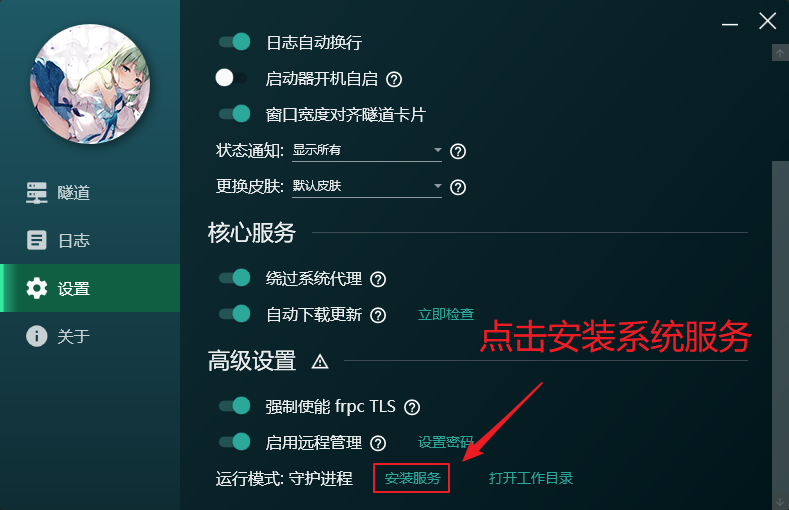 日志自动换行
启动器开机自启
窗口宽度对齐隧道卡片
状态通知: 显示所有
更换皮肤: 默认皮肤
隧道
日志
设置
关于
核心服务
绕过系统代理
自动下载更新 立即检查
点击安装系统服务
高级设置
强制使能 frpc TLS
启用远程管理 设置密码
运行模式: 守护进程 安装服务 打开工作目录